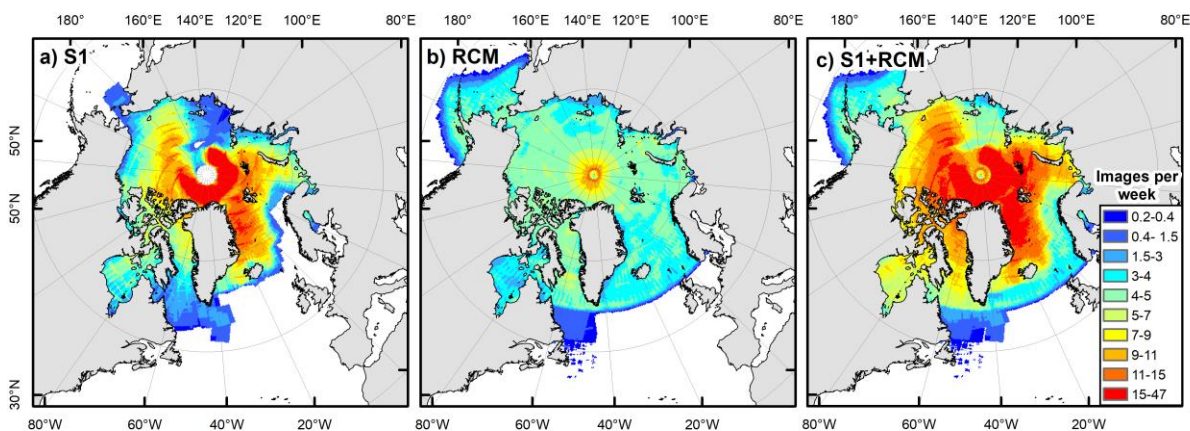 180° 160°E 140°E 120°E 100°E 80°E 180° 160°E 140°E 120°E 100°E 80°E 180° 160°E 140°E 120°E 100°E 80°E
a) S1
b) RCM
c) S1+RCM
50°N
50°N
30°N
Images per
week
0.2-0.4
0.4- 1.5
1.5-3
3-4
4-5
5-7
7-9
9-11
11-15
15-47
80°W 60°W 40°W 20°W 80°W 60°W 40°W 20°W 80°W 60°W 40°W 20°W